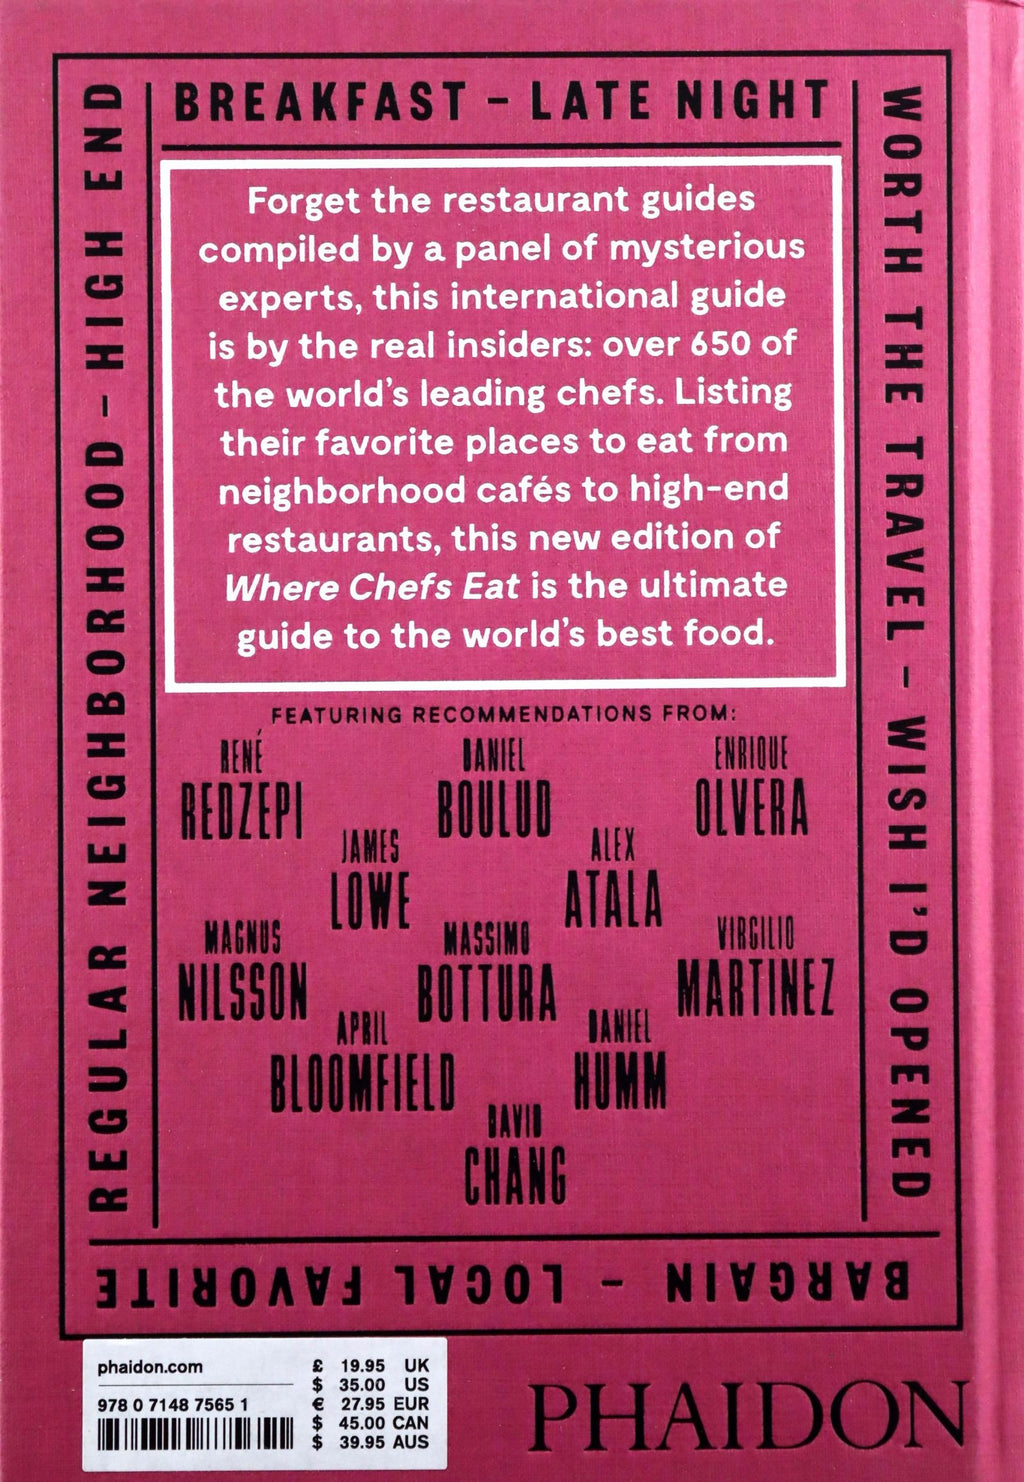 BREAKFAST – LATE NIGHT
WORTH THE TRAVEL – WISH I'D OPENED
BARGAIN – LOCAL FAVORITE
REGULAR NEIGHBORHOOD – HIGH END
Forget the restaurant guides
compiled by a panel of mysterious
experts, this international guide
is by the real insiders: over 650 of
the world's leading chefs. Listing
their favorite places to eat from
neighborhood cafés to high-end
restaurants, this new edition of
Where Chefs Eat is the ultimate
guide to the world's best food.
FEATURING RECOMMENDATIONS FROM:
RENÉ
REDZEPI
DANIEL
BOULUD
ENRIQUE
OLVERA
JAMES
LOWE
ALEX
ATALA
MAGNUS
NILSSON
MASSIMO
BOTTURA
VIRGILIO
MARTINEZ
APRIL
BLOOMFIELD
DANIEL
HUMM
DAVID
CHANG
phaidon.com
978 0 7148 7565 1
£ 19.95 UK
$ 35.00 US
€ 27.95 EUR
$ 45.00 CAN
$ 39.95 AUS
PHAIDON